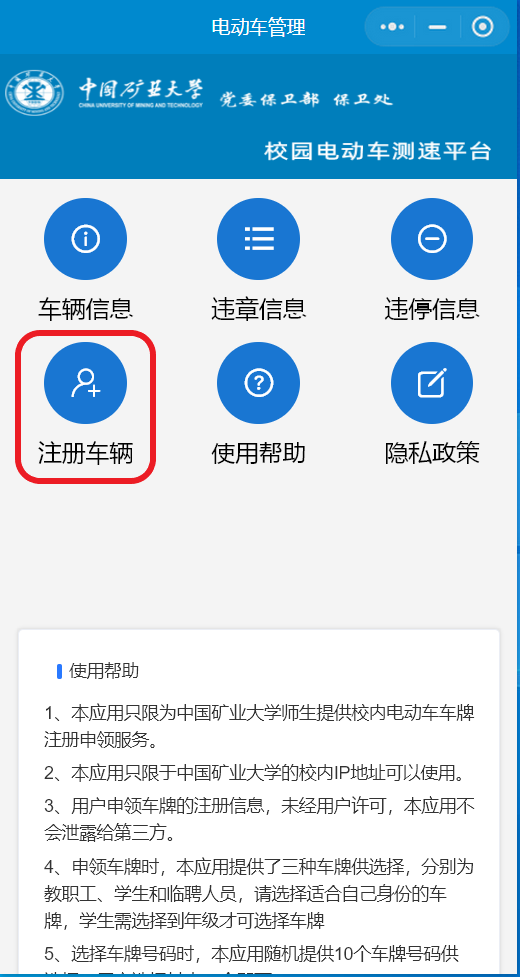 电动车管理
中国矿业大学 党委保卫部 保卫处
CHINA UNIVERSITY OF MINING AND TECHNOLOGY
校园电动车测速平台
车辆信息 违章信息 违停信息
注册车辆 使用帮助 隐私政策
使用帮助
1、本应用只限为中国矿业大学师生提供校内电动车车牌
注册申领服务。
2、本应用只限于中国矿业大学的校内IP地址可以使用。
3、用户申领车牌的注册信息，未经用户许可，本应用不
会泄露给第三方。
4、申领车牌时，本应用提供了三种车牌供选择，分别为
教职工、学生和临聘人员，请选择适合自己身份的车
牌，学生需选择到年级才可选择车牌
5、选择车牌号码时，本应用随机提供10个车牌号码供